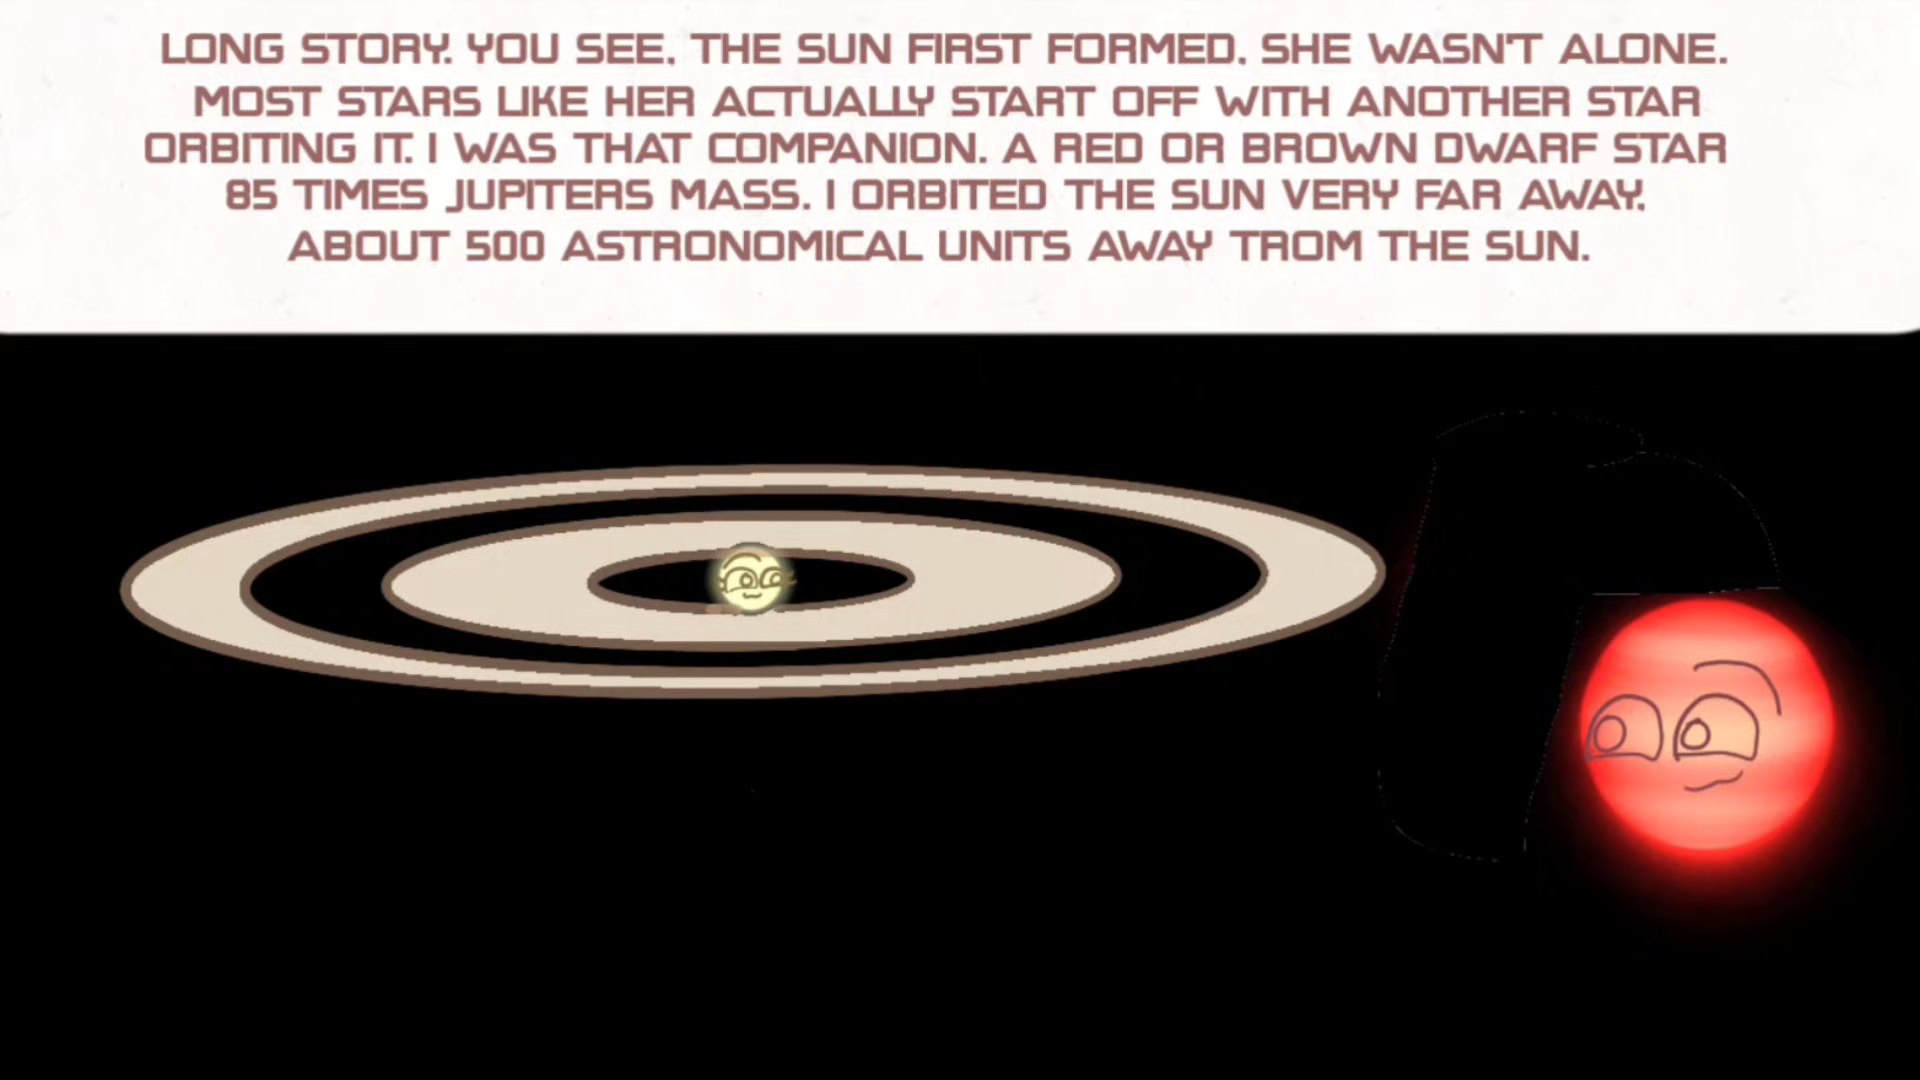 LONG STORY. YOU SEE, THE SUN FIRST FORMED, SHE WASN'T ALONE.
MOST STARS LIKE HER ACTUALLY START OFF WITH ANOTHER STAR
ORBITING IT. I WAS THAT COMPANION. A RED OR BROWN DWARF STAR
85 TIMES JUPITERS MASS. I ORBITED THE SUN VERY FAR AWAY,
ABOUT 500 ASTRONOMICAL UNITS AWAY TROM THE SUN.